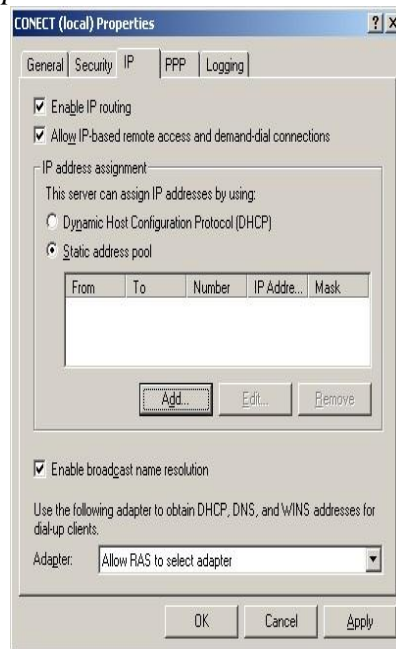 CONECT (local) Properties
General Security IP PPP Logging
Enable IP routing
Allow IP-based remote access and demand-dial connections
IP address assignment
This server can assign IP addresses by using:
Dynamic Host Configuration Protocol (DHCP)
Static address pool
From To Number IP Addre... Mask
Add... Edit... Remove
Enable broadcast name resolution
Use the following adapter to obtain DHCP, DNS, and WINS addresses for
dial-up clients.
Adapter: Allow RAS to select adapter
OK Cancel Apply